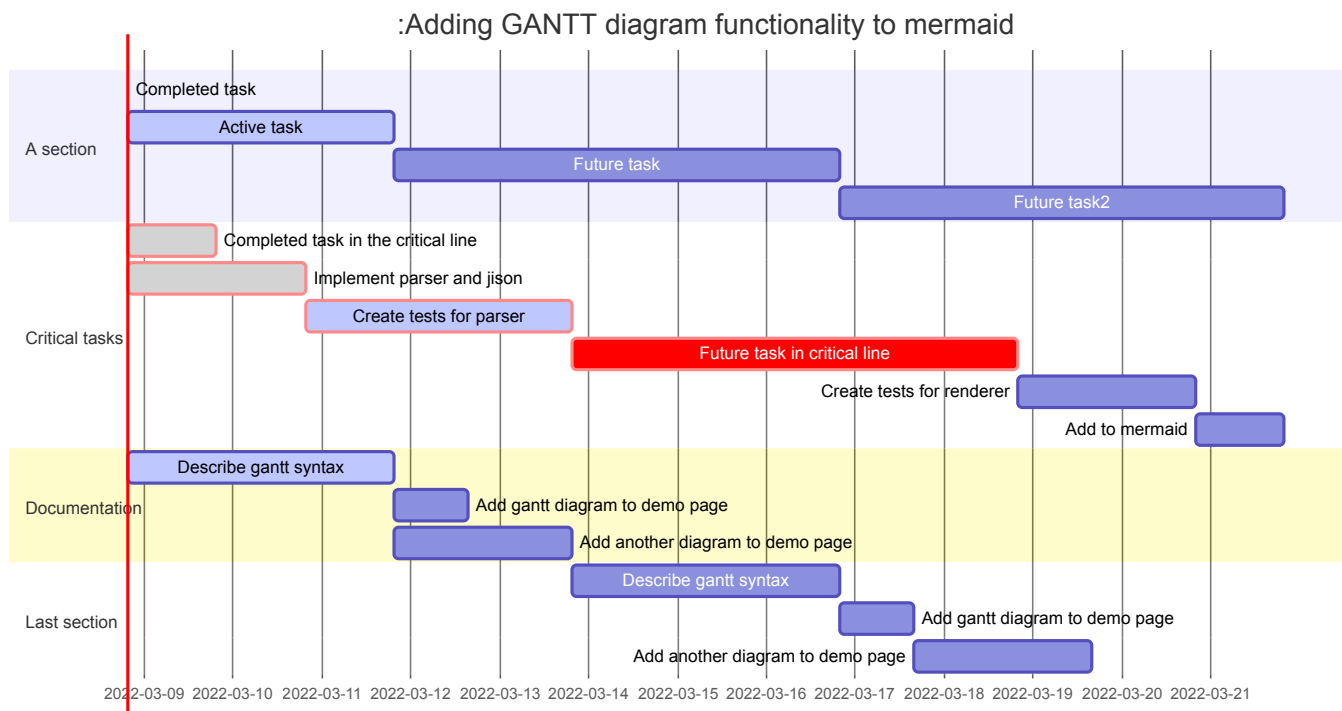 :Adding GANTT diagram functionality to mermaid
Completed task
Active task
A section
Future task
Future task2
Completed task in the critical line
Implement parser and jison
Create tests for parser
Critical tasks
Future task in critical line
Create tests for renderer
Add to mermaid
Describe gantt syntax
Documentation
Add gantt diagram to demo page
Add another diagram to demo page
Describe gantt syntax
Last section
Add gantt diagram to demo page
Add another diagram to demo page
2022-03-09 2022-03-10 2022-03-11 2022-03-12 2022-03-13 2022-03-14 2022-03-15 2022-03-16 2022-03-17 2022-03-18 2022-03-19 2022-03-20 2022-03-21